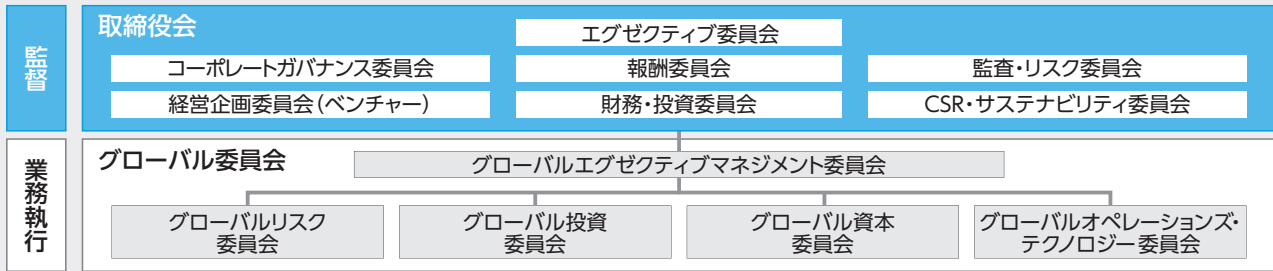 監督
取締役会
エグゼクティブ委員会
コーポレートガバナンス委員会
報酬委員会
監査・リスク委員会
経営企画委員会（ベンチャー）
財務・投資委員会
CSR・サステナビリティ委員会
業務執行
グローバル委員会
グローバルエグゼクティブマネジメント委員会
グローバルリスク
委員会
グローバル投資
委員会
グローバル資本
委員会
グローバルオペレーションズ・
テクノロジー委員会